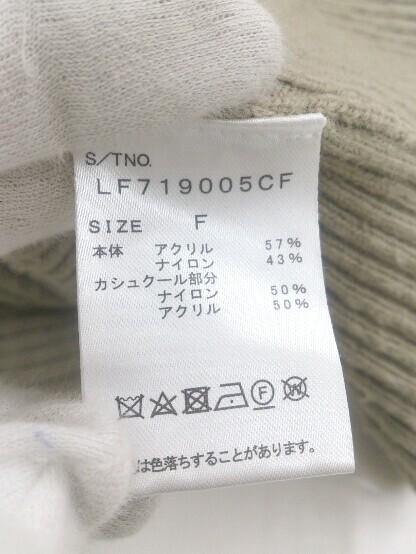 S/TNO.
LF719005CF
SIZE F
本体 アクリル 57%
ナイロン 43%
カシュクール部分
ナイロン 50%
アクリル 50%
F W
は色落ちすることがあります。